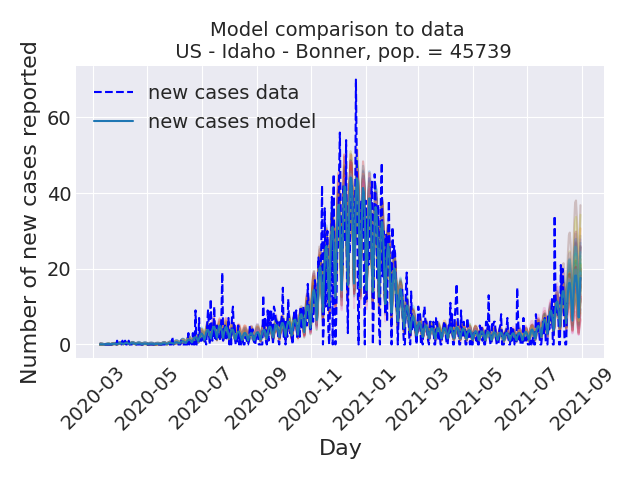 Model comparison to data
US - Idaho - Bonner, pop. = 45739
Number of new cases reported
60
40
20
0
new cases data
new cases model
2020-03
2020-05
2020-07
2020-09
2020-11
2021-01
2021-03
2021-05
2021-07
2021-09
Day